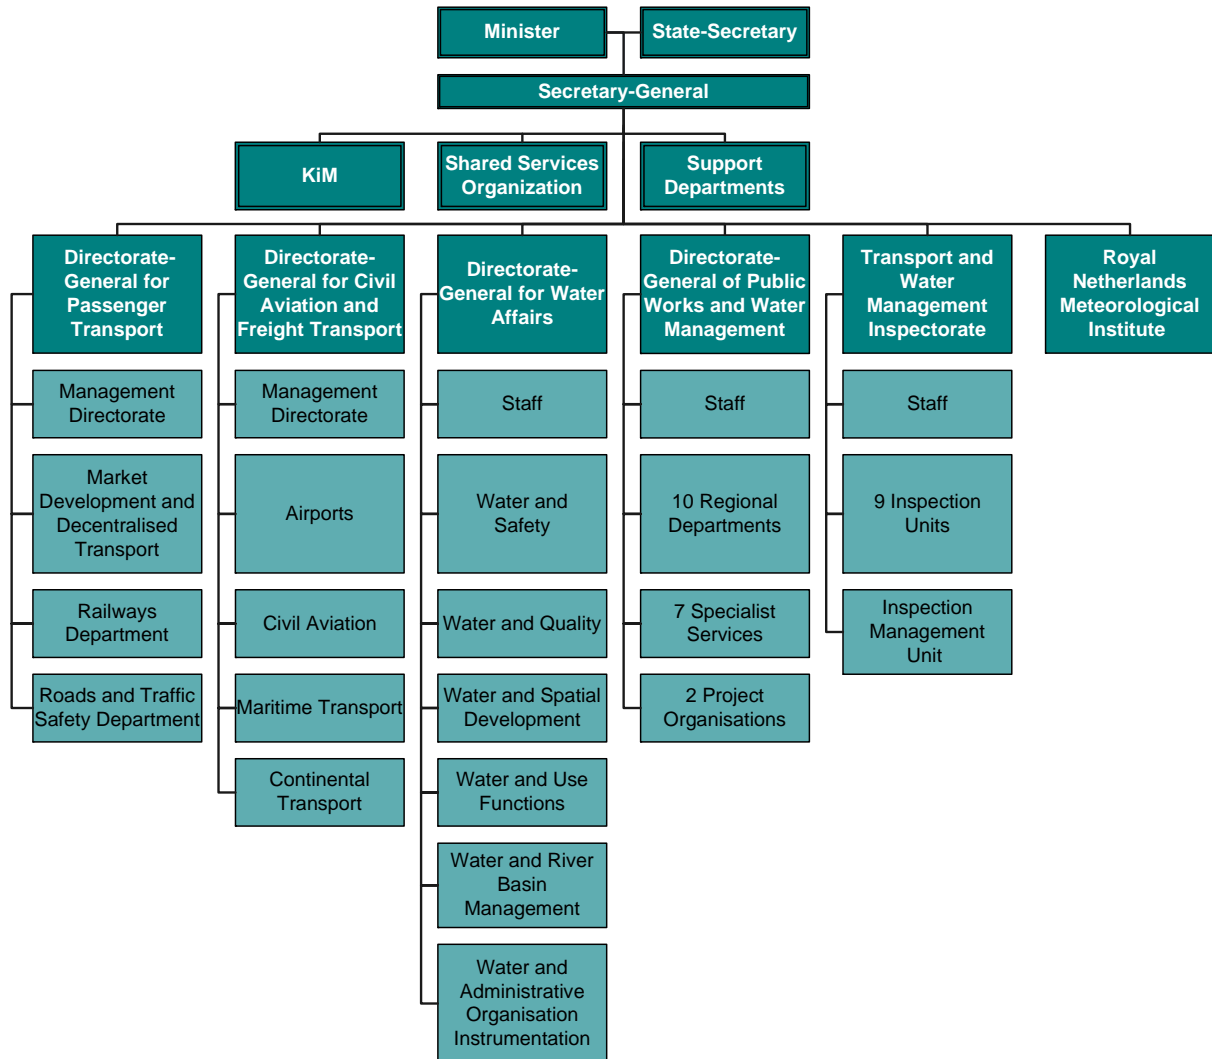 Minister
State-Secretary
Secretary-General
KiM
Shared Services
Organization
Support
Departments
Directorate-
General for
Passenger
Transport
Directorate-
General for Civil
Aviation and
Freight Transport
Directorate-
General for Water
Affairs
Directorate-
General of Public
Works and Water
Management
Transport and
Water
Management
Inspectorate
Royal
Netherlands
Meteorological
Institute
Management
Directorate
Market
Development and
Decentralised
Transport
Railways
Department
Roads and Traffic
Safety Department
Management
Directorate
Airports
Civil Aviation
Maritime Transport
Continental
Transport
Staff
Water and
Safety
Water and Quality
Water and Spatial
Development
Water and Use
Functions
Water and River
Basin
Management
Water and
Administrative
Organisation
Instrumentation
Staff
10 Regional
Departments
7 Specialist
Services
2 Project
Organisations
Staff
9 Inspection
Units
Inspection
Management
Unit